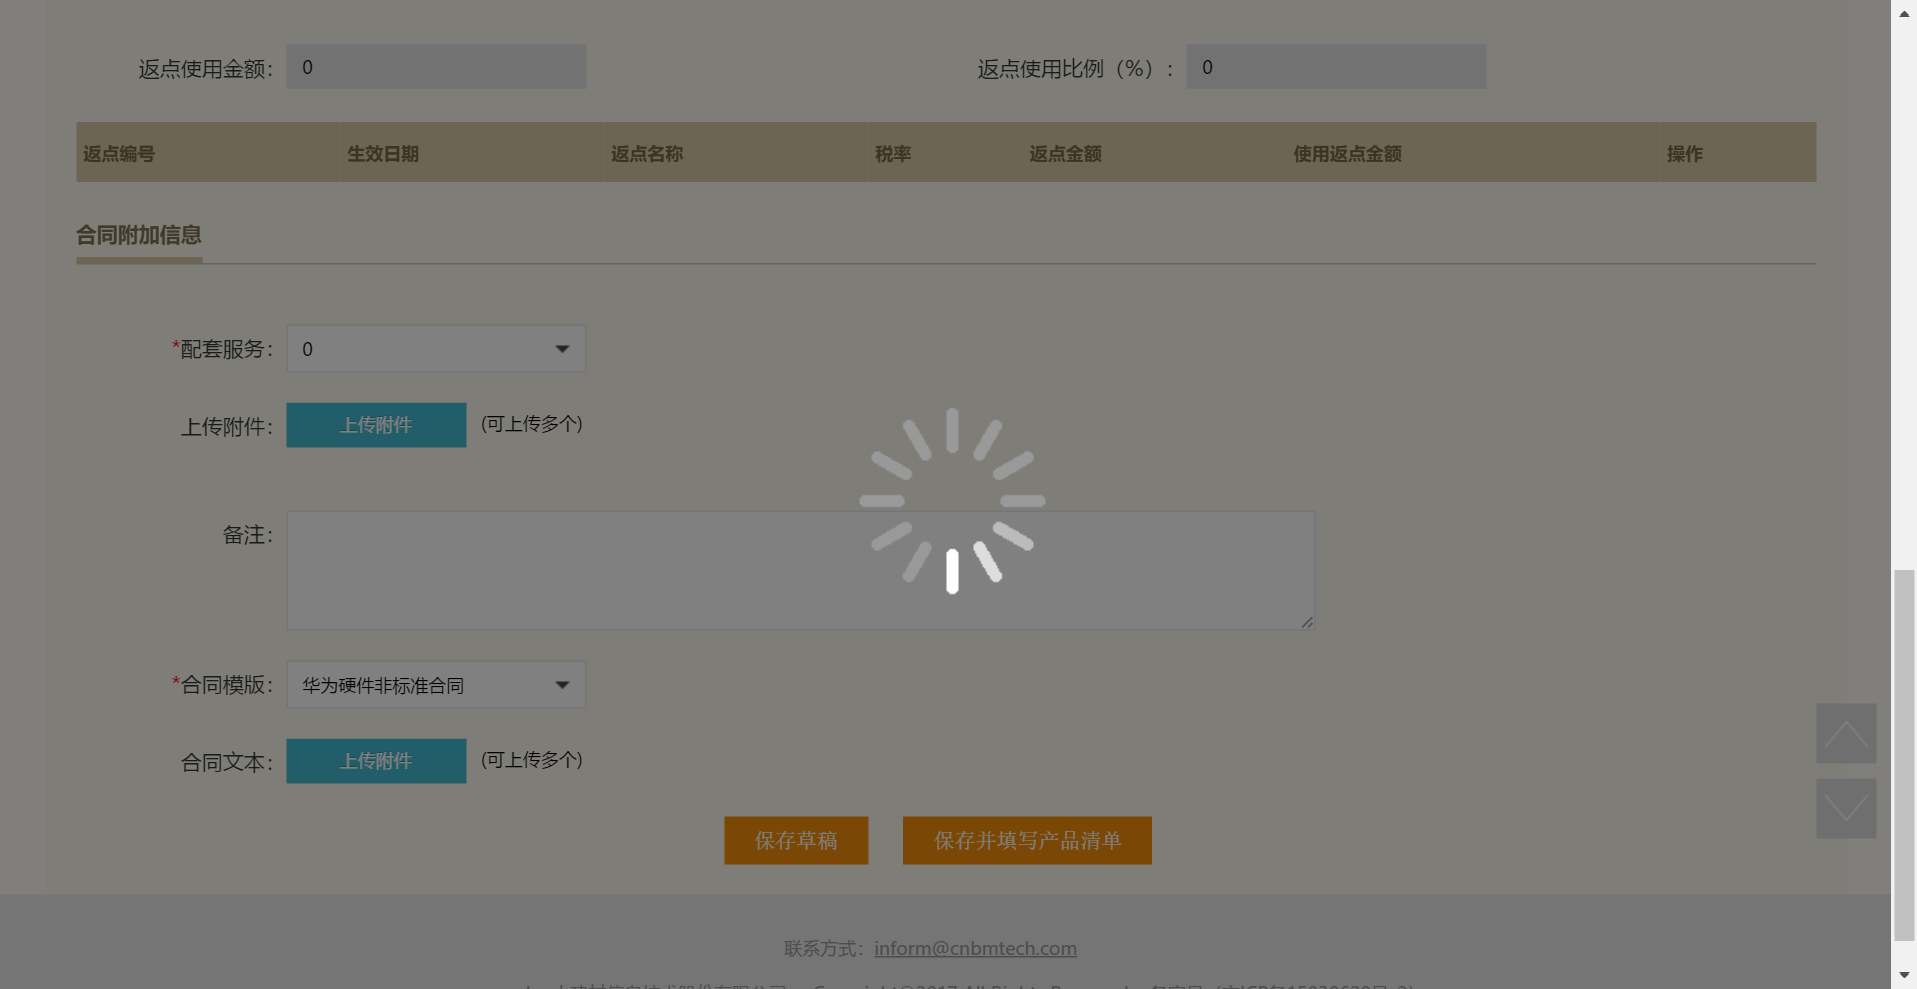 返点使用金额： 0 返点使用比例（%）： 0
返点编号 生效日期 返点名称 税率 返点金额 使用返点金额 操作
合同附加信息
*配套服务： 0
上传附件： 上传附件 (可上传多个)
备注：
*合同模版： 华为硬件非标准合同
合同文本： 上传附件 (可上传多个)
保存草稿 保存并填写产品清单
联系方式：inform@cnbmtech.com